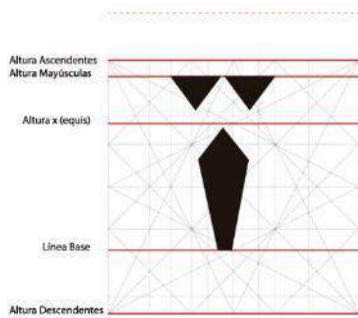 Altura Ascendentes
Altura Mayúsculas
Altura x (equis)
Línea Base
Altura Descendentes